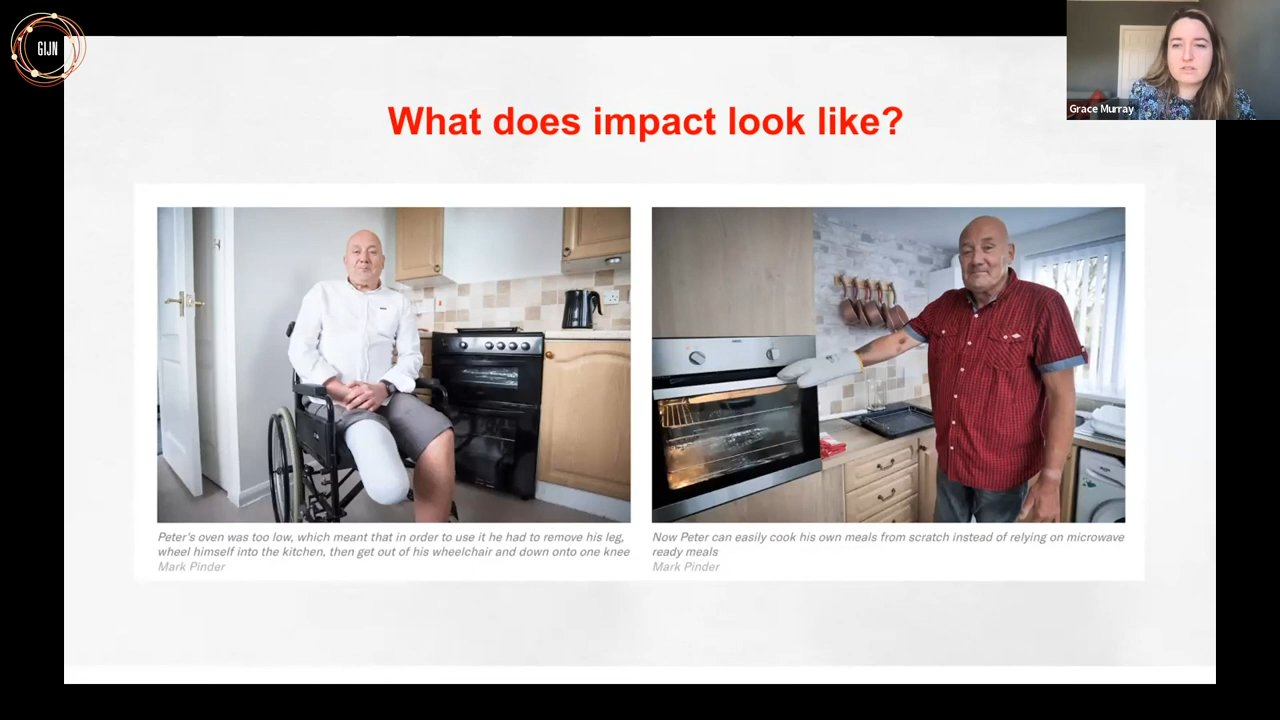 GIJN
Grace Murray
What does impact look like?
Peter's oven was too low, which meant that in order to use it he had to remove his leg,
wheel himself into the kitchen, then get out of his wheelchair and down onto one knee
Mark Pinder
Now Peter can easily cook his own meals from scratch instead of relying on microwave
ready meals
Mark Pinder